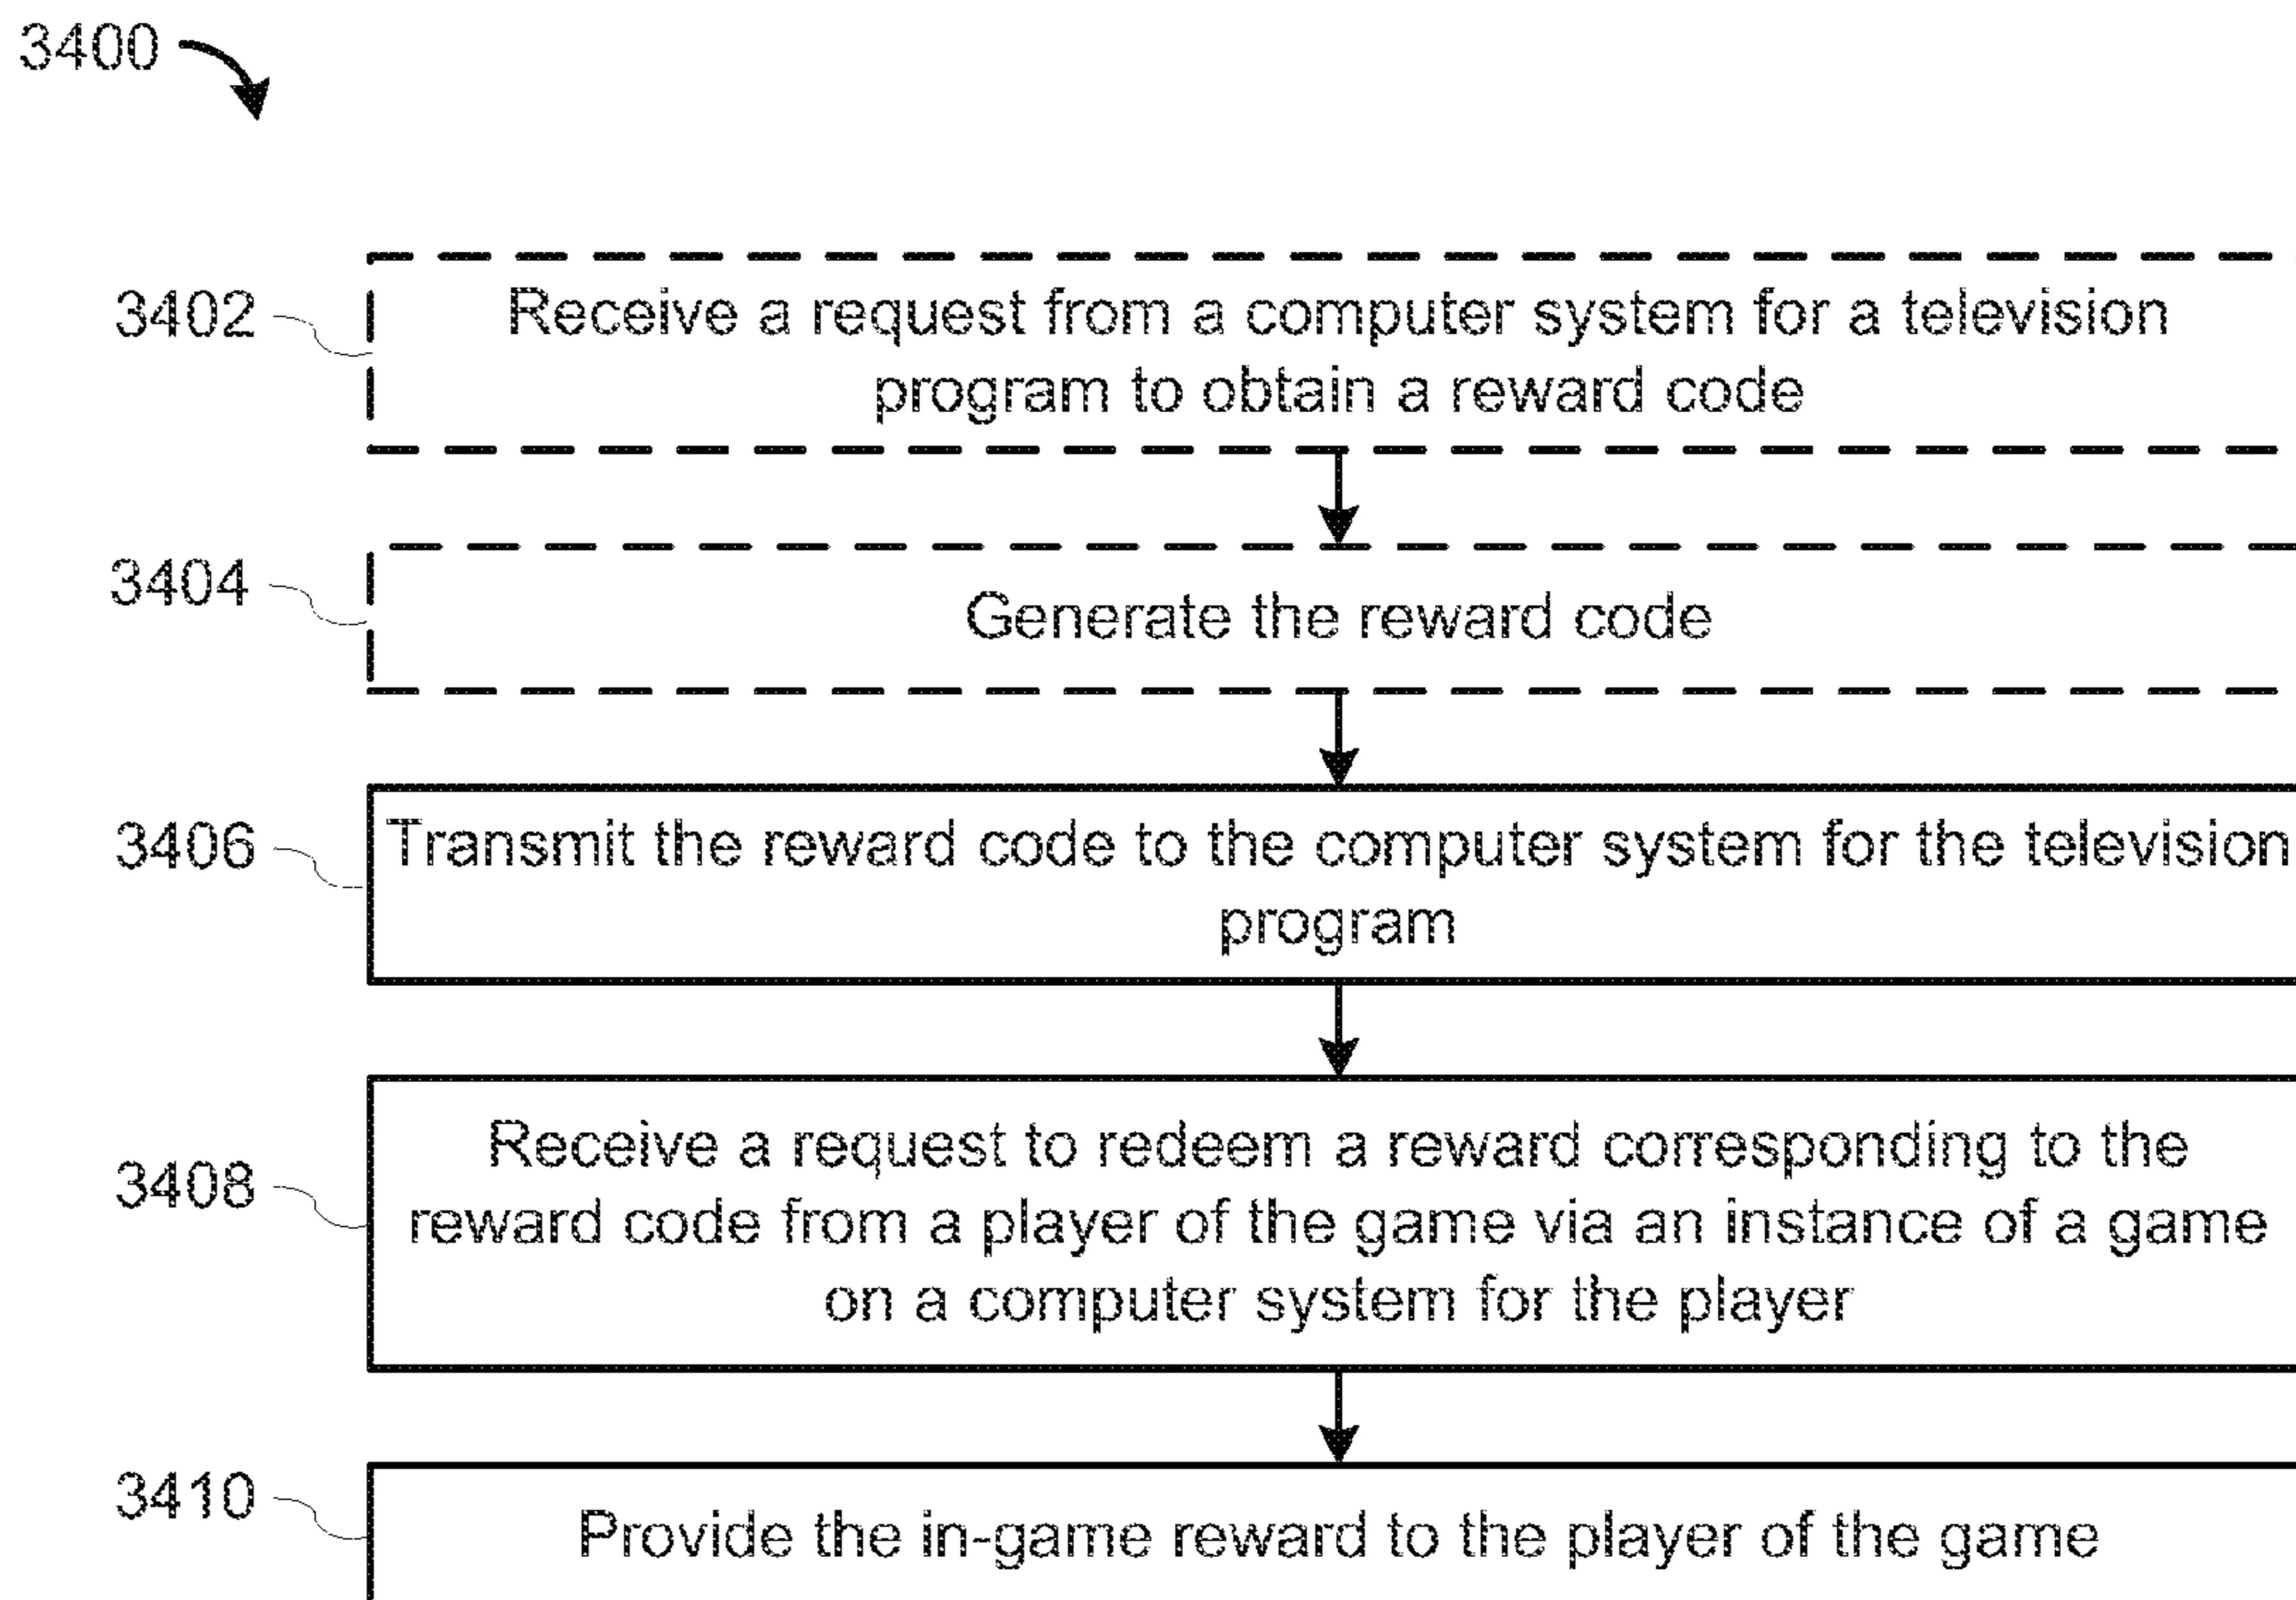 3400
3402
Receive a request from a computer system for a television
program to obtain a reward code
3404
Generate the reward code
3406
Transmit the reward code to the computer system for the television
program
3408
Receive a request to redeem a reward corresponding to the
reward code from a player of the game via an instance of a game
on a computer system for the player
3410
Provide the in-game reward to the player of the game